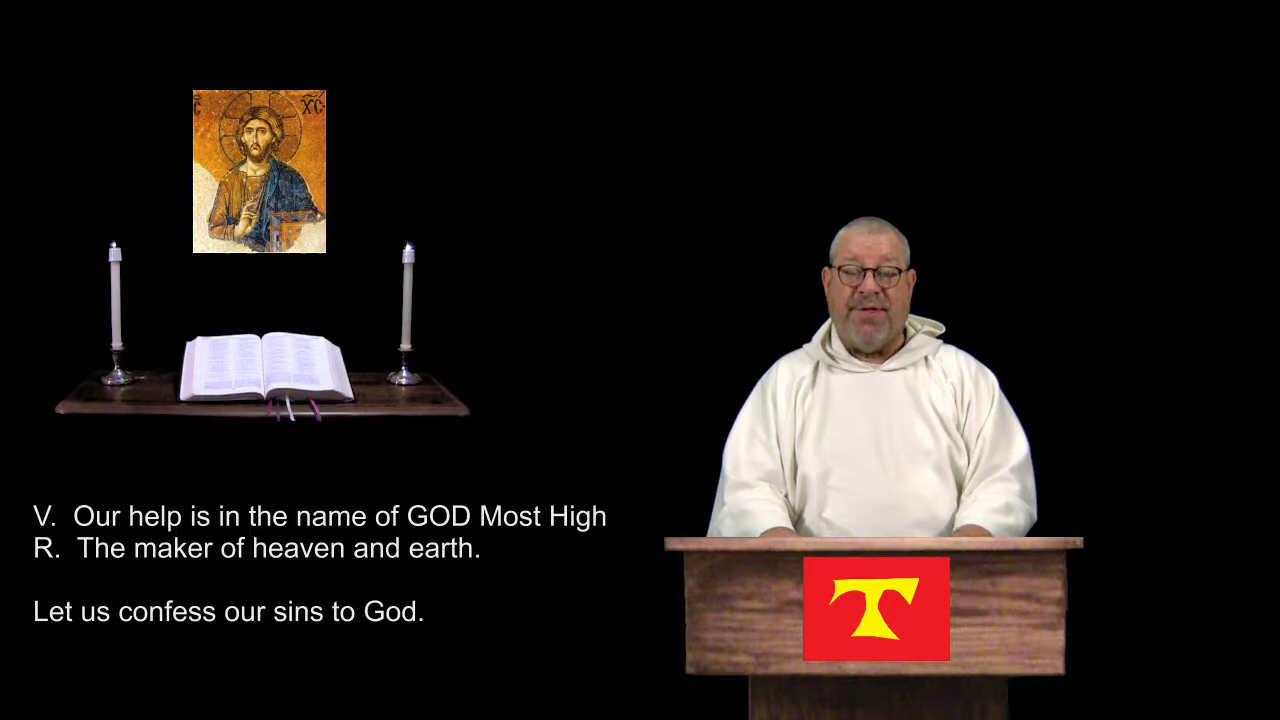 ΧC
V.  Our help is in the name of GOD Most High
R.  The maker of heaven and earth.
Let us confess our sins to God.
T